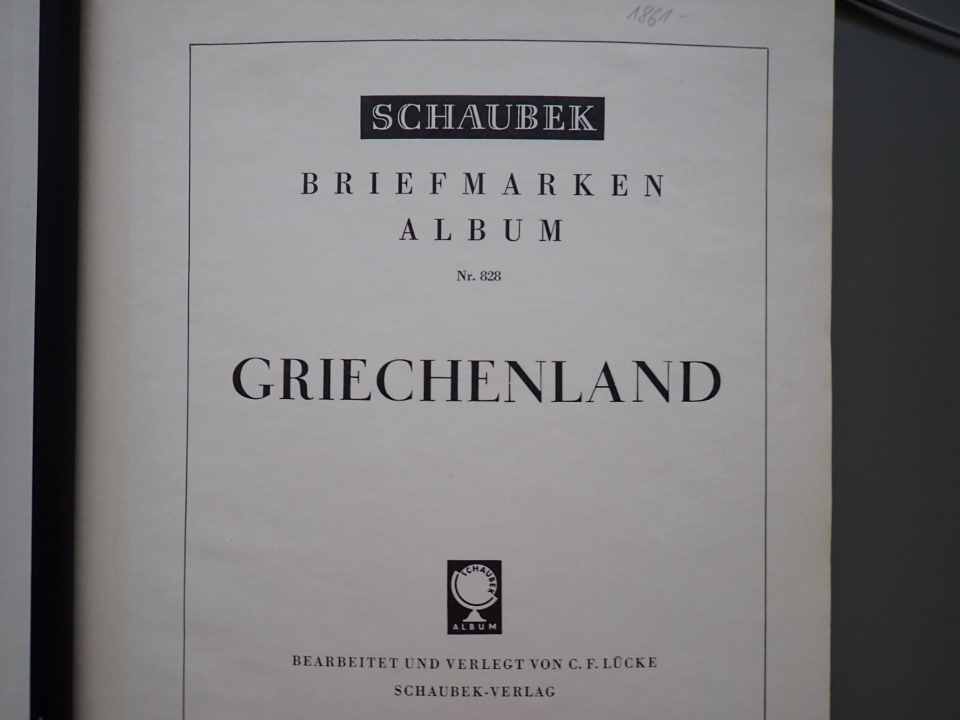 1861-
SCHAUBEK
BRIEFMARKEN
ALBUM
Nr. 828
GRIECHENLAND
SCHAUBEK
ALBUM
BEARBEITET UND VERLEGT VON C. F. LÜCKE
SCHAUBEK-VERLAG